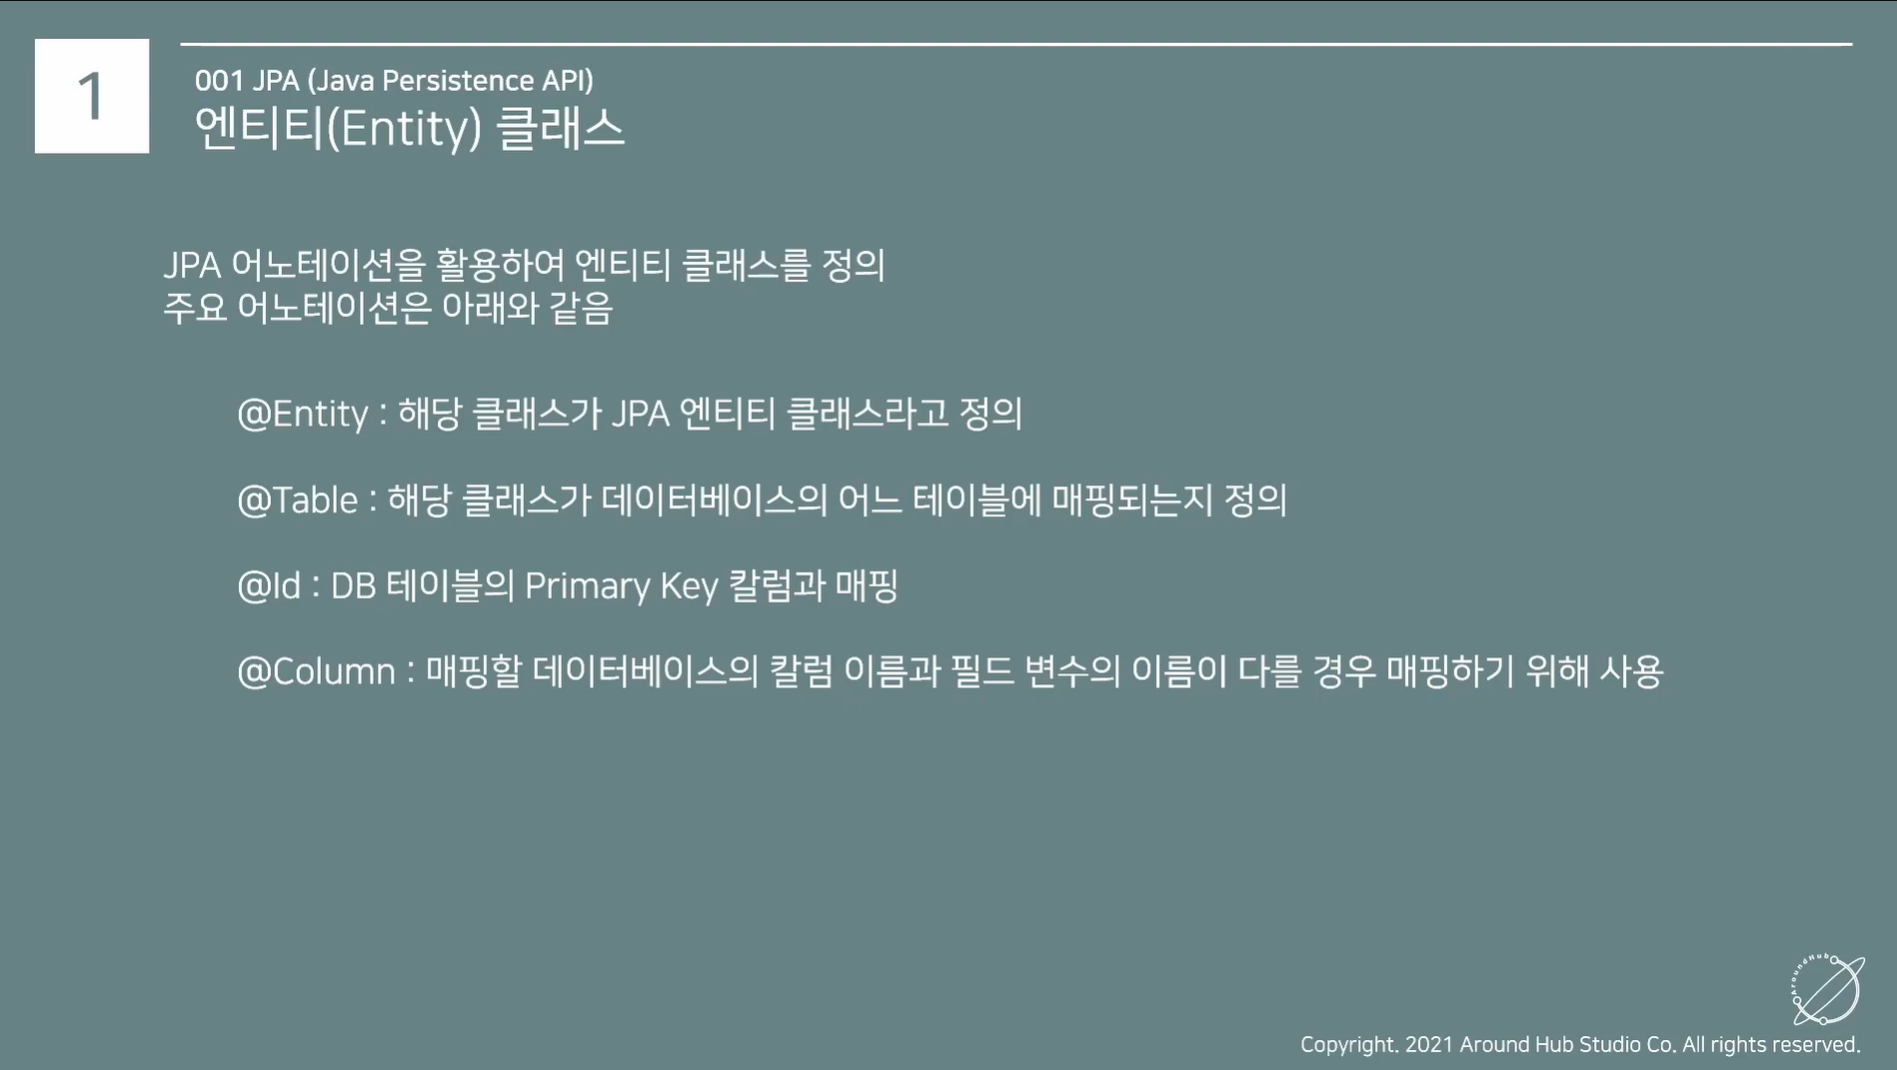 1
001 JPA (Java Persistence API)
엔티티(Entity) 클래스
JPA 어노테이션을 활용하여 엔티티 클래스를 정의
주요 어노테이션은 아래와 같음
@Entity : 해당 클래스가 JPA 엔티티 클래스라고 정의
@Table : 해당 클래스가 데이터베이스의 어느 테이블에 매핑되는지 정의
@Id : DB 테이블의 Primary Key 칼럼과 매핑
@Column : 매핑할 데이터베이스의 칼럼 이름과 필드 변수의 이름이 다를 경우 매핑하기 위해 사용
AroundHub
Copyright. 2021 Around Hub Studio Co. All rights reserved.